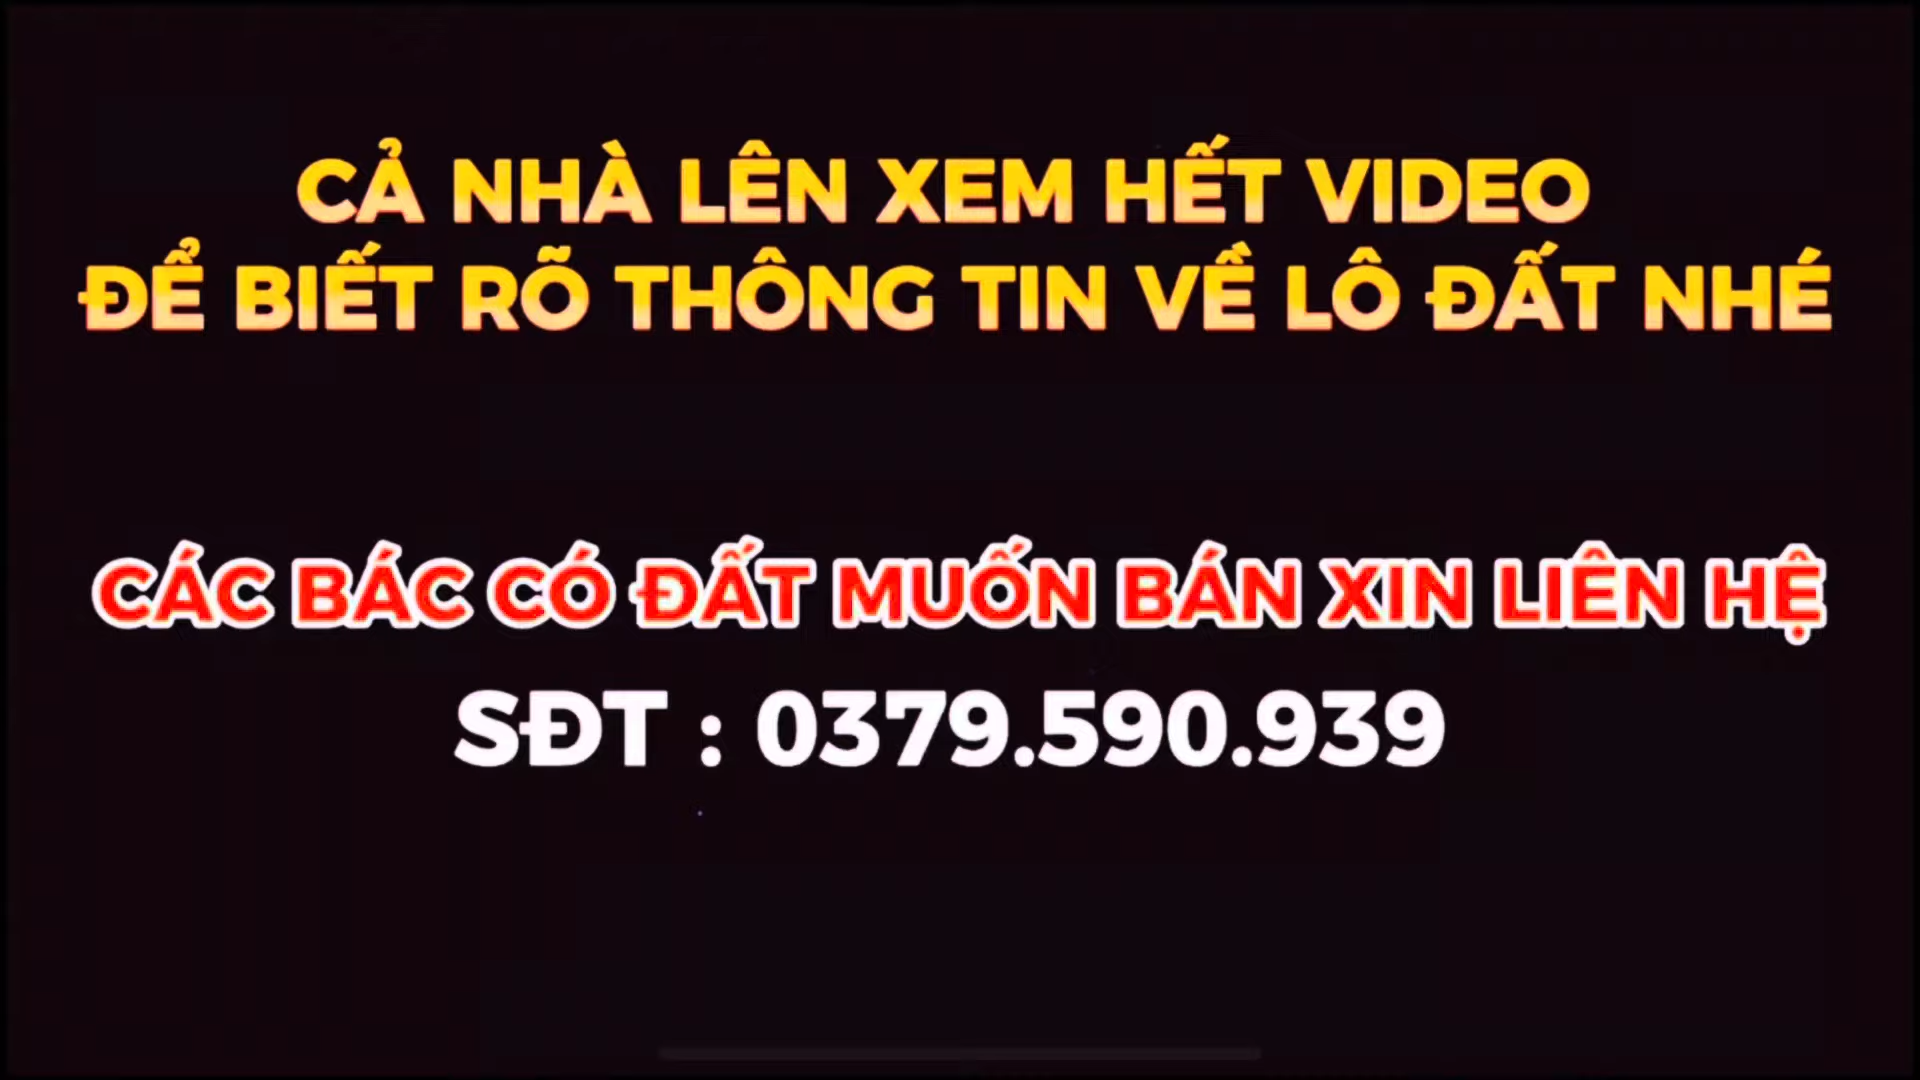 CẢ NHÀ LÊN XEM HẾT VIDEO
ĐỂ BIẾT RÕ THÔNG TIN VỀ LÔ ĐẤT NHÉ
CÁC BÁC CÓ ĐẤT MUỐN BÁN XIN LIÊN HỆ
SĐT : 0379.590.939